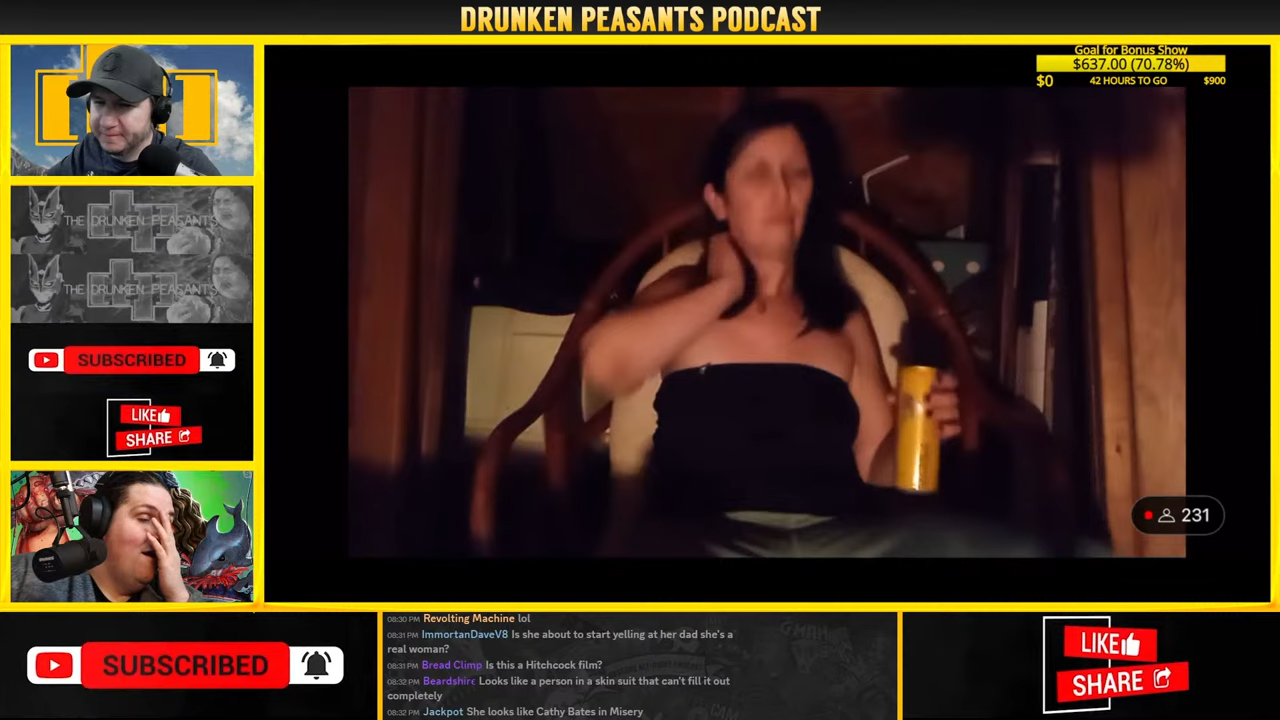 DRUNKEN PEASANTS PODCAST
Goal for Bonus Show
$637.00 (70.78%)
$0 42 HOURS TO GO $900
THE DRUNKEN PEASANTS
THE DRUNKEN PEASANTS
SUBSCRIBED
LIKE
SHARE
231
SUBSCRIBED
08:30 PM Revolting Machine lol
08:31 PM ImmortanDaveV8 Is she about to start yelling at her dad she's a
real woman?
08:31 PM Bread Climp Is this a Hitchcock film?
08:32 PM Beardshire Looks like a person in a skin suit that can't fill it out
completely
08:32 PM Jackpot She looks like Cathy Bates in Misery
LIKE
SHARE